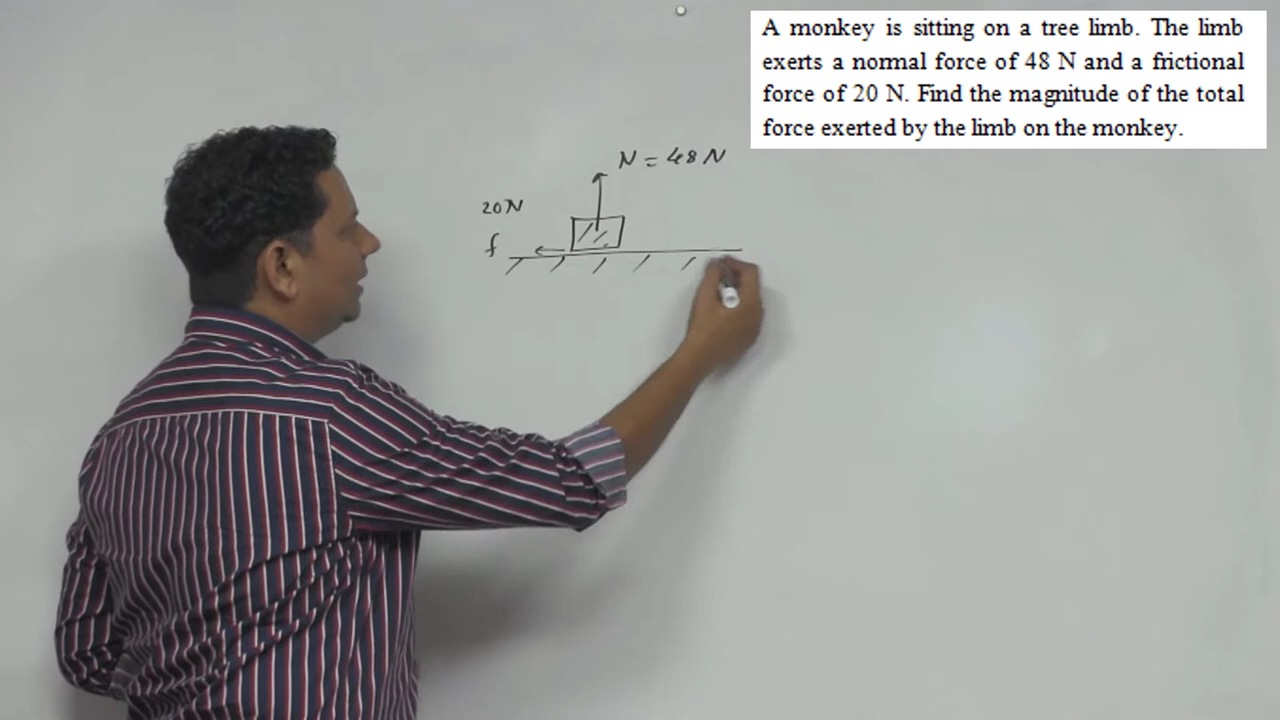 A monkey is sitting on a tree limb. The limb
exerts a normal force of 48 N and a frictional
force of 20 N. Find the magnitude of the total
force exerted by the limb on the monkey.
N = 48 N
20 N
f